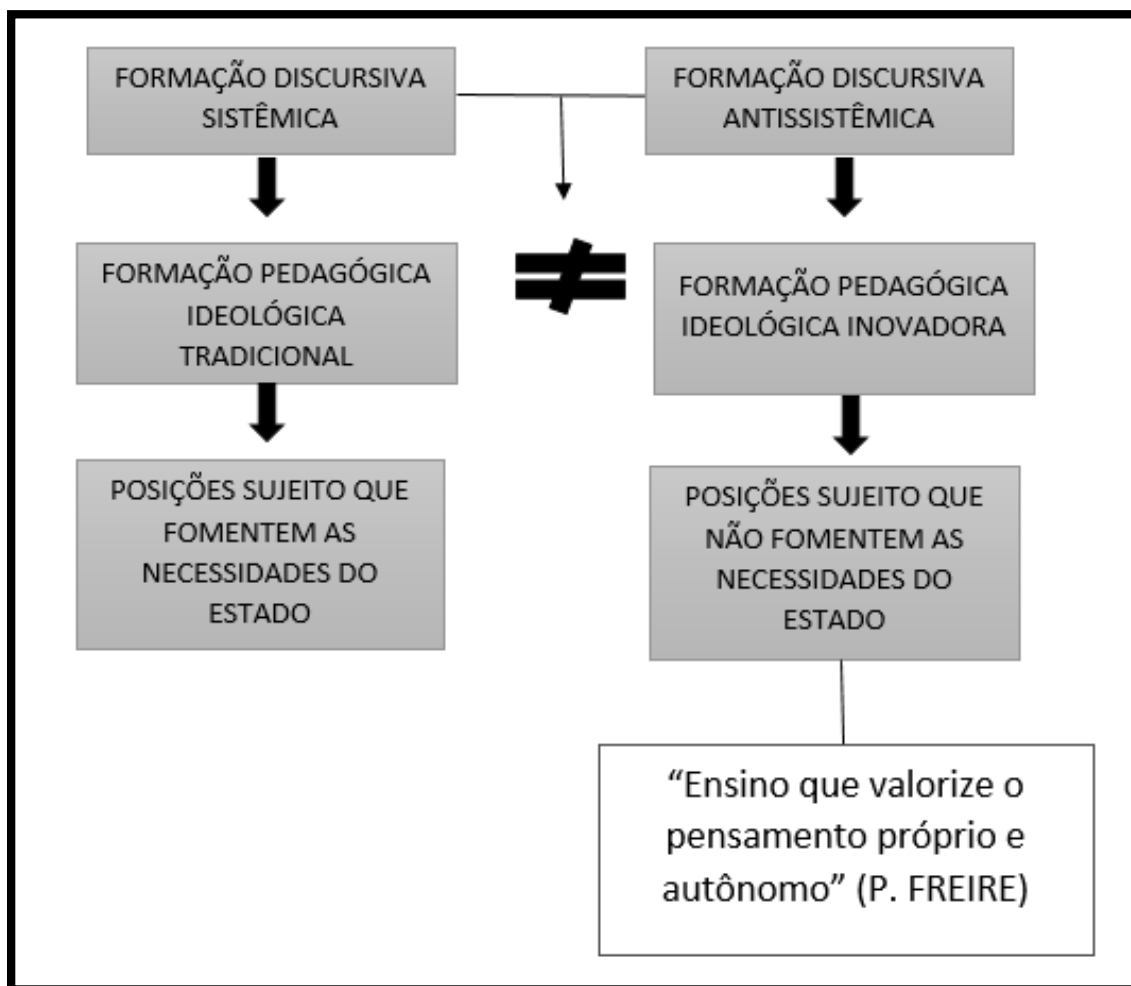 FORMAÇÃO DISCURSIVA
SISTÊMICA
FORMAÇÃO DISCURSIVA
ANTISSISTÊMICA
FORMAÇÃO PEDAGÓGICA
IDEOLÓGICA
TRADICIONAL
≠
FORMAÇÃO PEDAGÓGICA
IDEOLÓGICA INOVADORA
POSIÇÕES SUJEITO QUE
FOMENTEM AS
NECESSIDADES DO
ESTADO
POSIÇÕES SUJEITO QUE
NÃO FOMENTEM AS
NECESSIDADES DO
ESTADO
“Ensino que valorize o
pensamento próprio e
autônomo” (P. FREIRE)